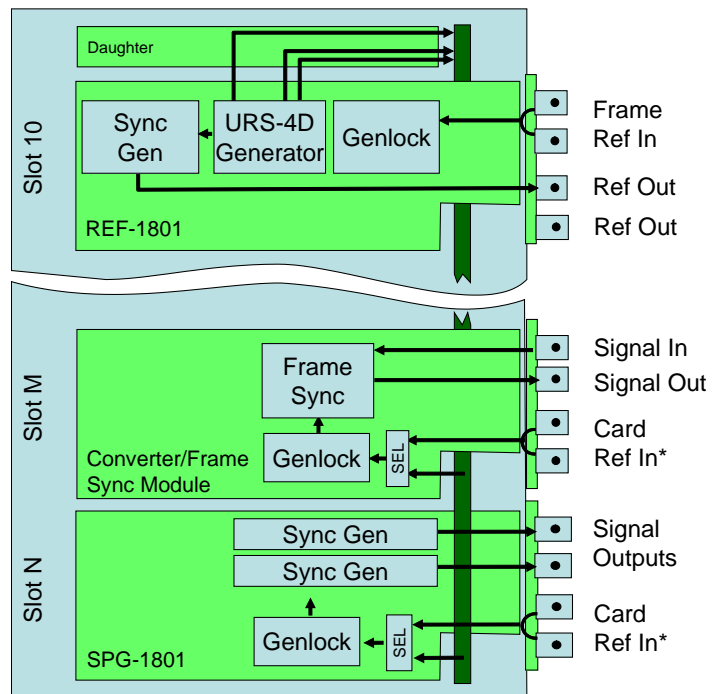 Daughter
Slot 10
Sync
Gen
URS-4D
Generator
Genlock
REF-1801
Frame
Ref In
Ref Out
Ref Out
Slot M
Frame
Sync
Genlock
SEL
Converter/Frame
Sync Module
Signal In
Signal Out
Card
Ref In*
Slot N
Sync Gen
Sync Gen
Genlock
SEL
SPG-1801
Signal
Outputs
Card
Ref In*